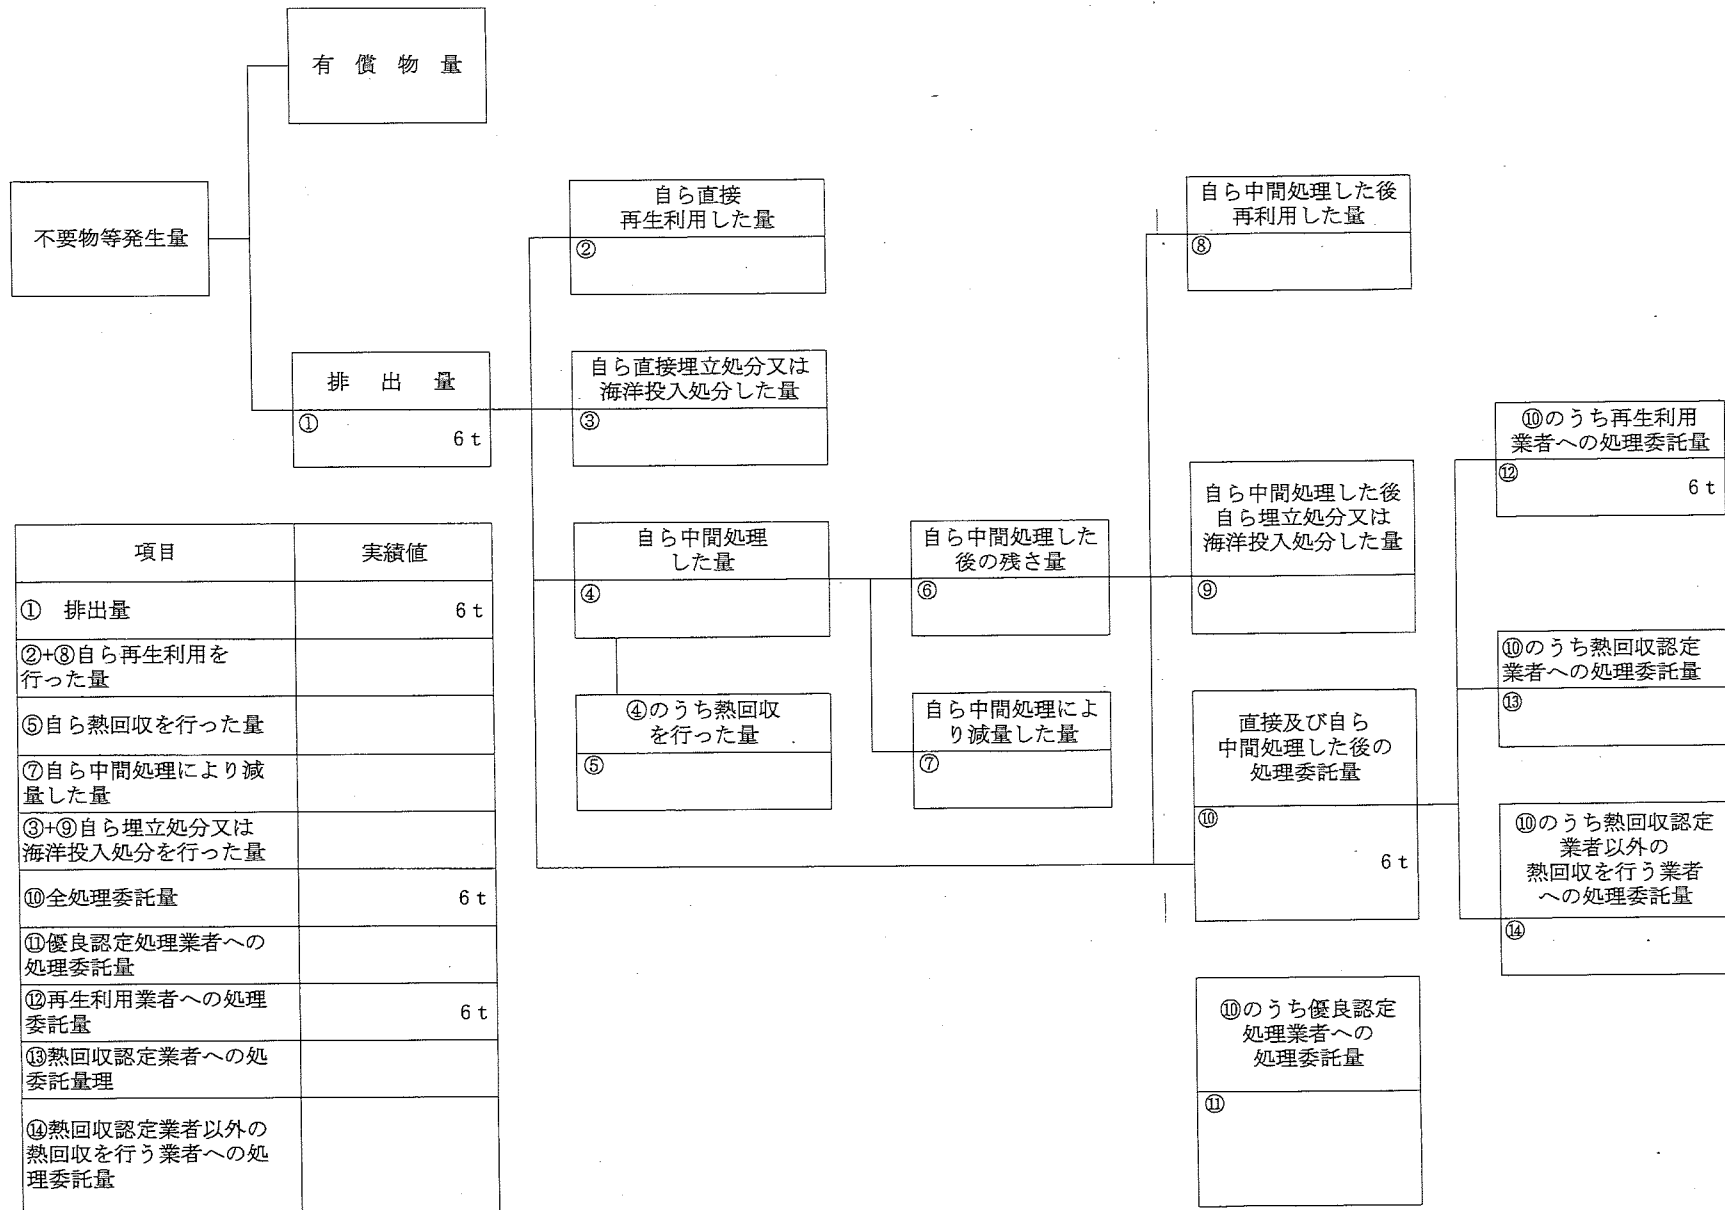 有償物量
不要物等発生量
自ら直接
再生利用した量
②
自ら中間処理した後
再利用した量
⑧
排出量
①
6 t
自ら直接埋立処分又は
海洋投入処分した量
③
⑩のうち再生利用
業者への処理委託量
⑫
6 t
自ら中間処理
した量
④
自ら中間処理した
後の残さ量
⑥
自ら中間処理した後
自ら埋立処分又は
海洋投入処分した量
⑨
⑩のうち熱回収認定
業者への処理委託量
⑬
④のうち熱回収
を行った量
⑤
自ら中間処理によ
り減量した量
⑦
直接及び自ら
中間処理した後の
処理委託量
⑩
6 t
⑩のうち熱回収認定
業者以外の
熱回収を行う業者
への処理委託量
⑭
⑩のうち優良認定
処理業者への
処理委託量
⑪
項目 実績値
① 排出量 6 t
②+⑧自ら再生利用を
行った量
⑤自ら熱回収を行った量
⑦自ら中間処理により減
量した量
③+⑨自ら埋立処分又は
海洋投入処分を行った量
⑩全処理委託量 6 t
⑪優良認定処理業者への
処理委託量
⑫再生利用業者への処理
委託量 6 t
⑬熱回収認定業者への処
委託量理
⑭熱回収認定業者以外の
熱回収を行う業者への処
理委託量